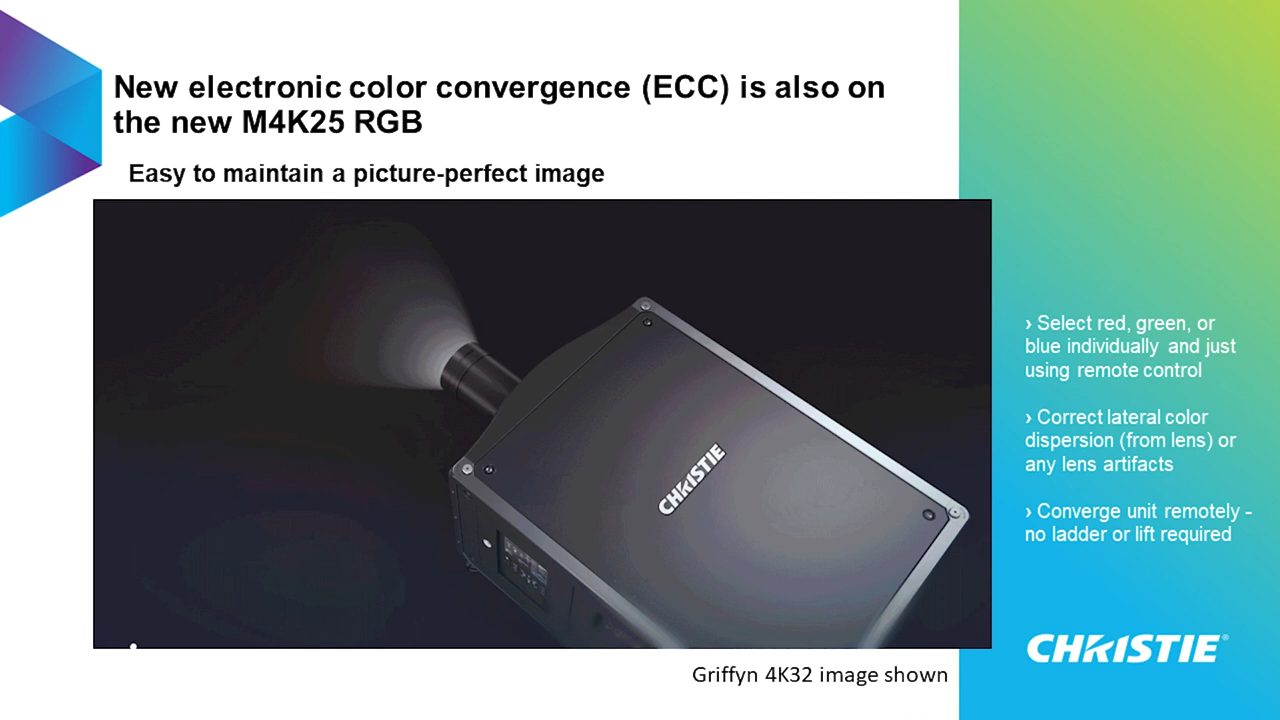 New electronic color convergence (ECC) is also on
the new M4K25 RGB
Easy to maintain a picture-perfect image
CHRISTIE
› Select red, green, or
blue individually and just
using remote control
› Correct lateral color
dispersion (from lens) or
any lens artifacts
› Converge unit remotely -
no ladder or lift required
CHRISTIE®
Griffyn 4K32 image shown